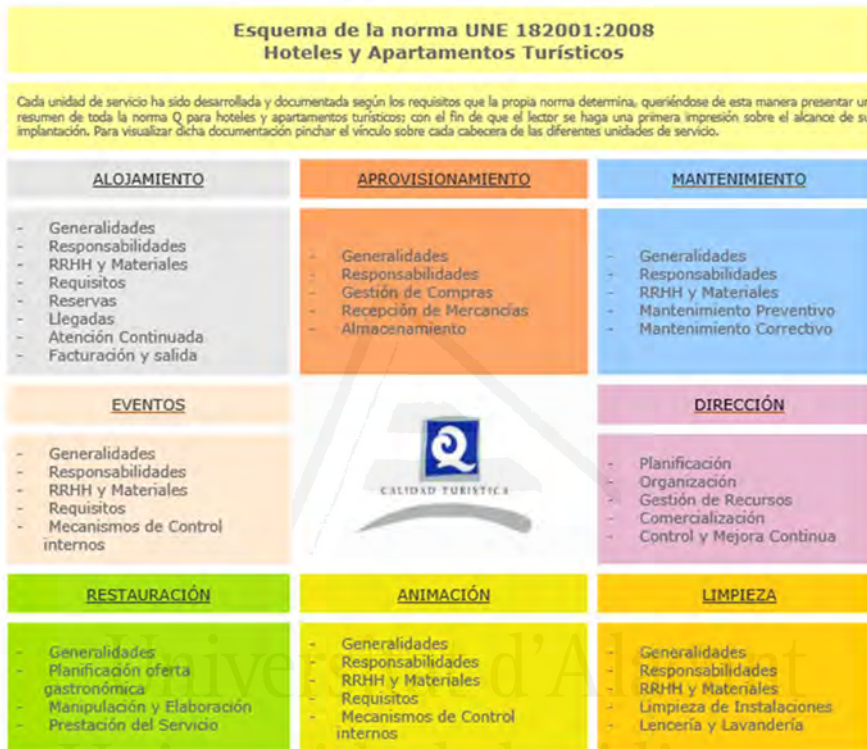 Esquema de la norma UNE 182001:2008
Hoteles y Apartamentos Turísticos
Cada unidad de servicio ha sido desarrollada y documentada según los requisitos que la propia norma determina, queriéndose de esta manera presentar un
resumen de toda la norma Q para hoteles y apartamentos turísticos; con el fin de que el lector se haga una primera impresión sobre el alcance de su
implantación. Para visualizar dicha documentación pinchar el vínculo sobre cada cabecera de las diferentes unidades de servicio.
ALOJAMIENTO
- Generalidades
- Responsabilidades
- RRHH y Materiales
- Requisitos
- Reservas
- Llegadas
- Atención Continuada
- Facturación y salida
APROVISIONAMIENTO
- Generalidades
- Responsabilidades
- Gestión de Compras
- Recepción de Mercancías
- Almacenamiento
MANTENIMIENTO
- Generalidades
- Responsabilidades
- RRHH y Materiales
- Mantenimiento Preventivo
- Mantenimiento Correctivo
EVENTOS
- Generalidades
- Responsabilidades
- RRHH y Materiales
- Requisitos
- Mecanismos de Control
internos
Q
CALIDAD TURISTICA
DIRECCIÓN
- Planificación
- Organización
- Gestión de Recursos
- Comercialización
- Control y Mejora Continua
RESTAURACIÓN
- Generalidades
- Planificación oferta
gastronómica
- Manipulación y Elaboración
- Prestación del Servicio
ANIMACIÓN
- Generalidades
- Responsabilidades
- RRHH y Materiales
- Requisitos
- Mecanismos de Control
internos
LIMPIEZA
- Generalidades
- Responsabilidades
- RRHH y Materiales
- Limpieza de Instalaciones
- Lencería y Lavandería